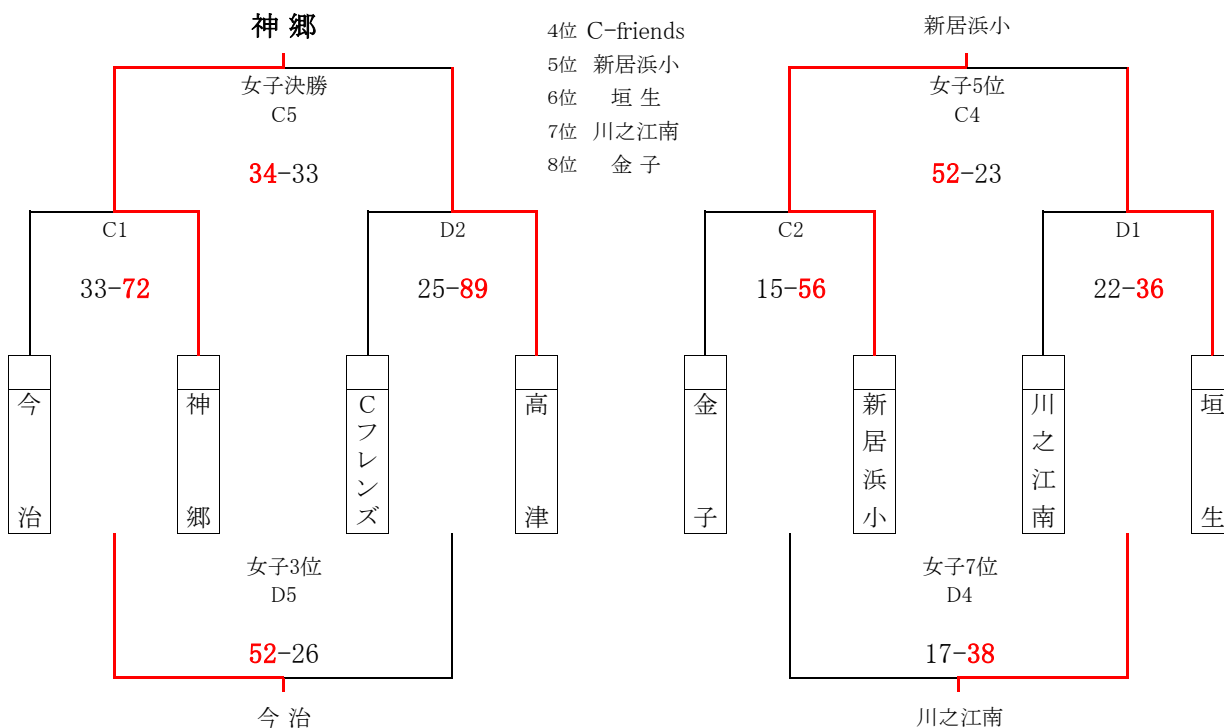 神 郷
4位 C-friends
新居浜小
5位 新居浜小
6位 垣 生
7位 川之江南
8位 金 子
女子決勝
C5
34-33
女子5位
C4
52-23
C1
33-72
D2
25-89
C2
15-56
D1
22-36
今治
神郷
Cフレンズ
高津
金子
新居浜小
川之江南
垣生
女子3位
D5
52-26
今 治
女子7位
D4
17-38
川之江南